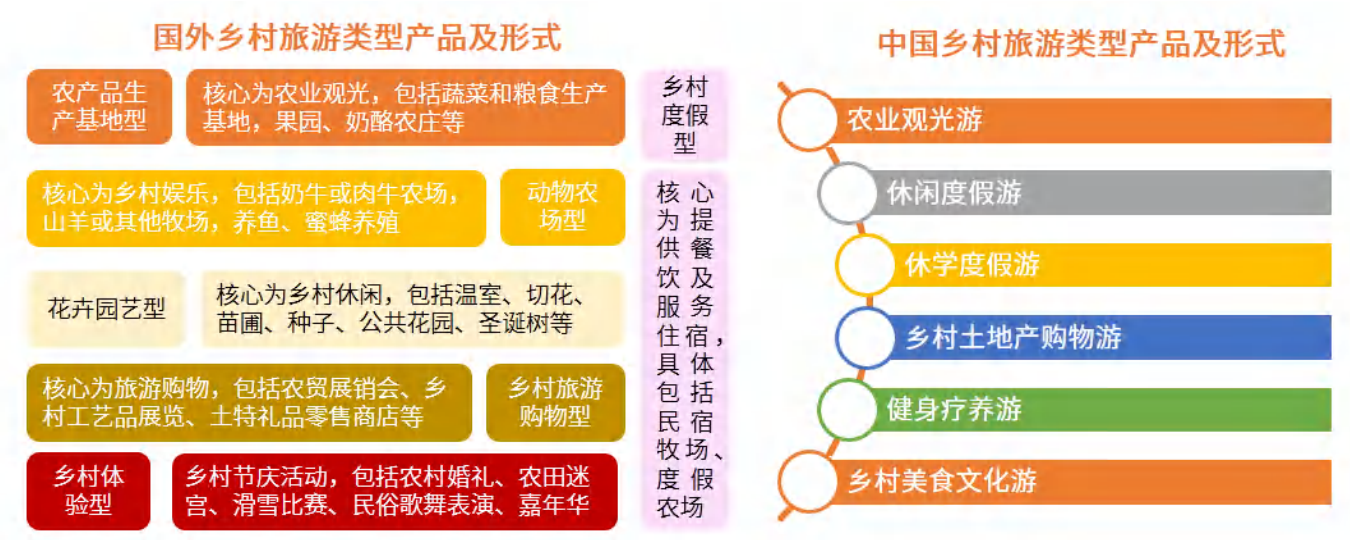 国外乡村旅游类型产品及形式
农产品生
产基地型
核心为农业观光，包括蔬菜和粮食生产
基地，果园、奶酪农庄等
核心为乡村娱乐，包括奶牛或肉牛农场，
山羊或其他牧场，养鱼、蜜蜂养殖
动物农
场型
花卉园艺型
核心为乡村休闲，包括温室、切花、
苗圃、种子、公共花园、圣诞树等
核心为旅游购物，包括农贸展销会、乡
村工艺品展览、土特礼品零售商店等
乡村旅游
购物型
乡村体
验型
乡村节庆活动，包括农村婚礼、农田迷
宫、滑雪比赛、民俗歌舞表演、嘉年华
乡村
度假
型
核心
为提
供餐
饮及
服务
住宿，
具体
包括
民宿
牧场、
度假
农场
中国乡村旅游类型产品及形式
农业观光游
休闲度假游
休学度假游
乡村土地产购物游
健身疗养游
乡村美食文化游